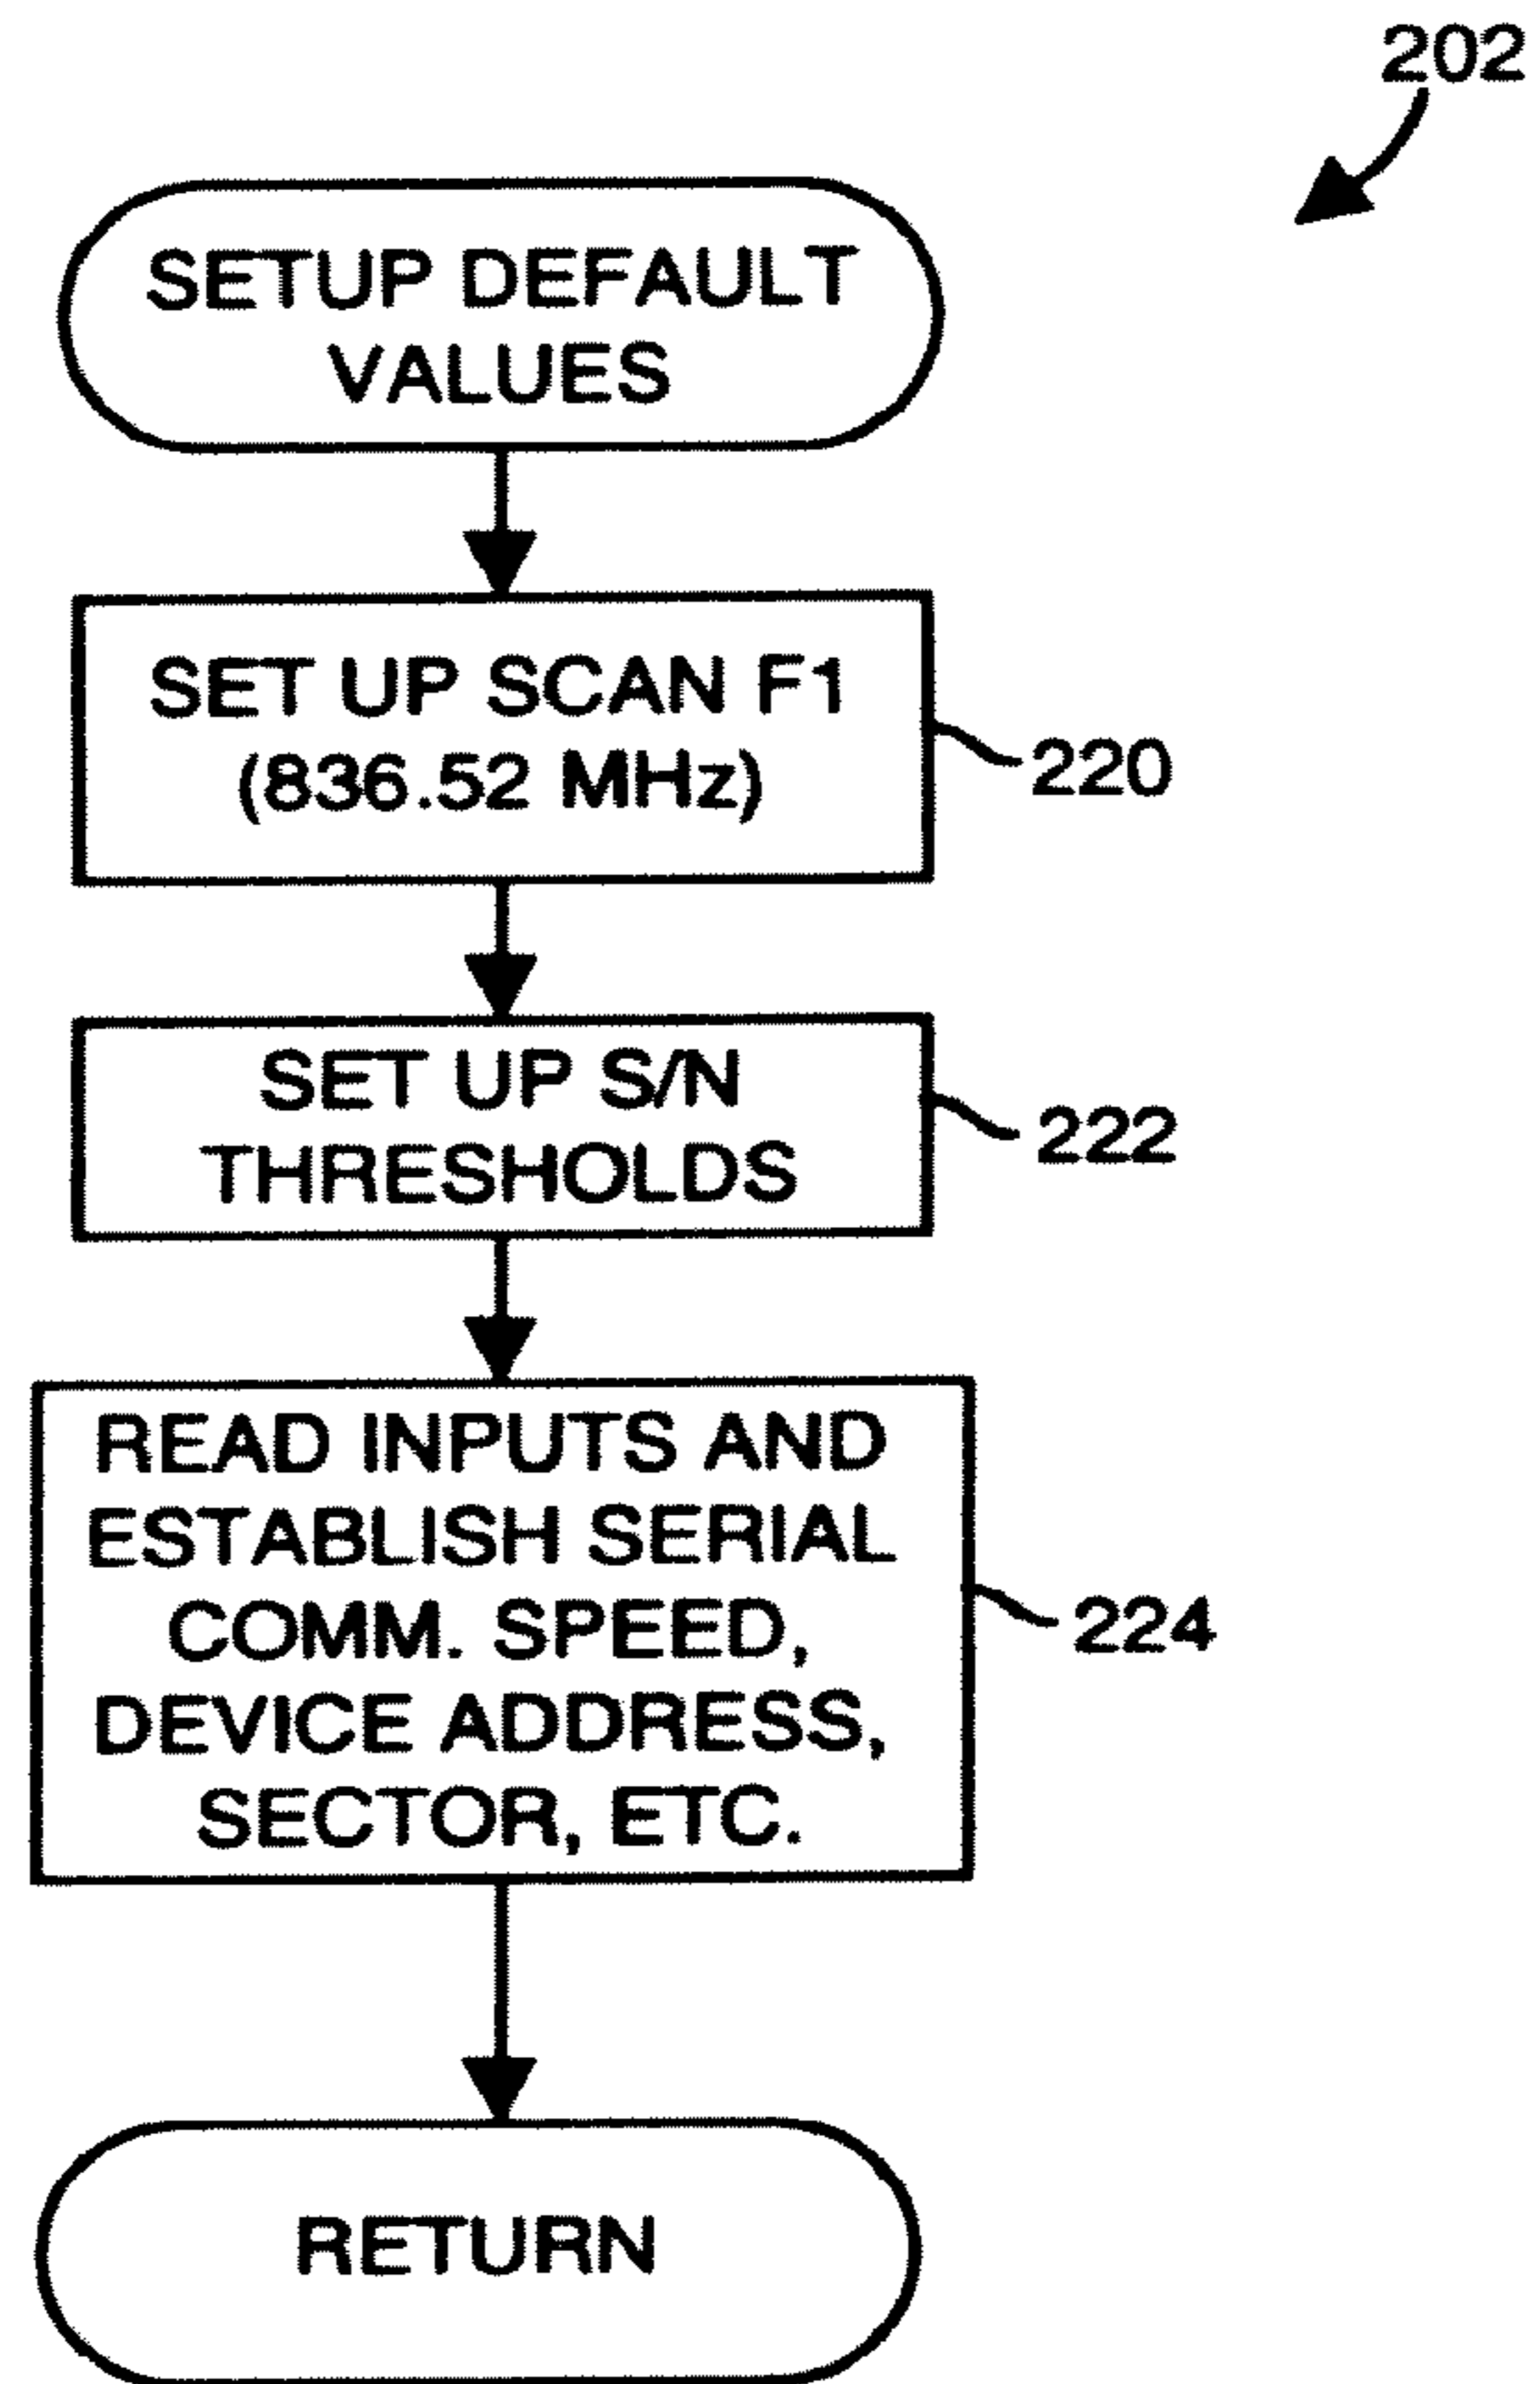 202
SETUP DEFAULT
VALUES
SET UP SCAN F1
(836.52 MHz)
220
SET UP S/N
THRESHOLDS
222
READ INPUTS AND
ESTABLISH SERIAL
COMM. SPEED,
DEVICE ADDRESS,
SECTOR, ETC.
224
RETURN